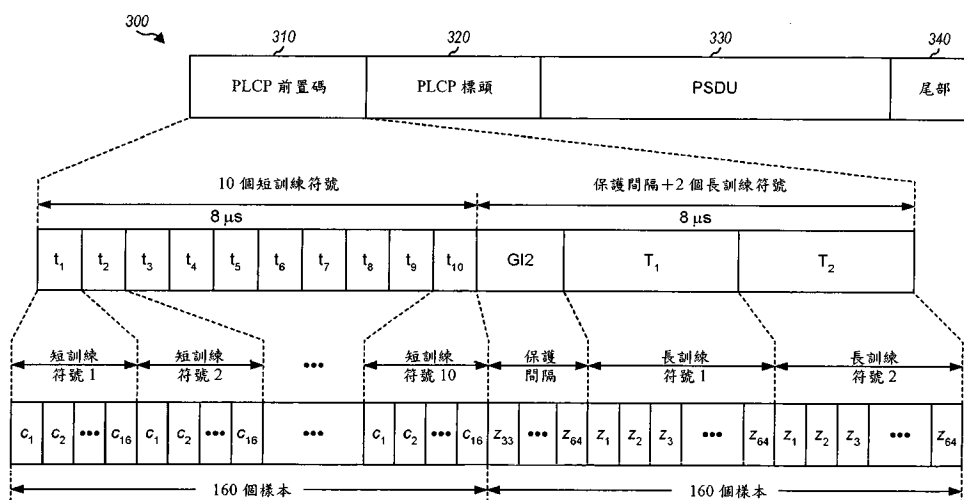 300
310 320 330 340
PLCP 前置碼 PLCP 標頭 PSDU 尾部
10 個短訓練符號 保護間隔+2 個長訓練符號
8 μs 8 μs
t1 t2 t3 t4 t5 t6 t7 t8 t9 t10 GI2 T1 T2
短訓練 短訓練 短訓練 保護 長訓練 長訓練
符號 1 符號 2 ••• 符號 10 間隔 符號 1 符號 2
c1 c2 ••• c16 c1 c2 ••• c16 ••• c1 c2 ••• c16 z33 ••• z64 z1 z2 z3 ••• z64 z1 z2 z3 ••• z64
160 個樣本 160 個樣本